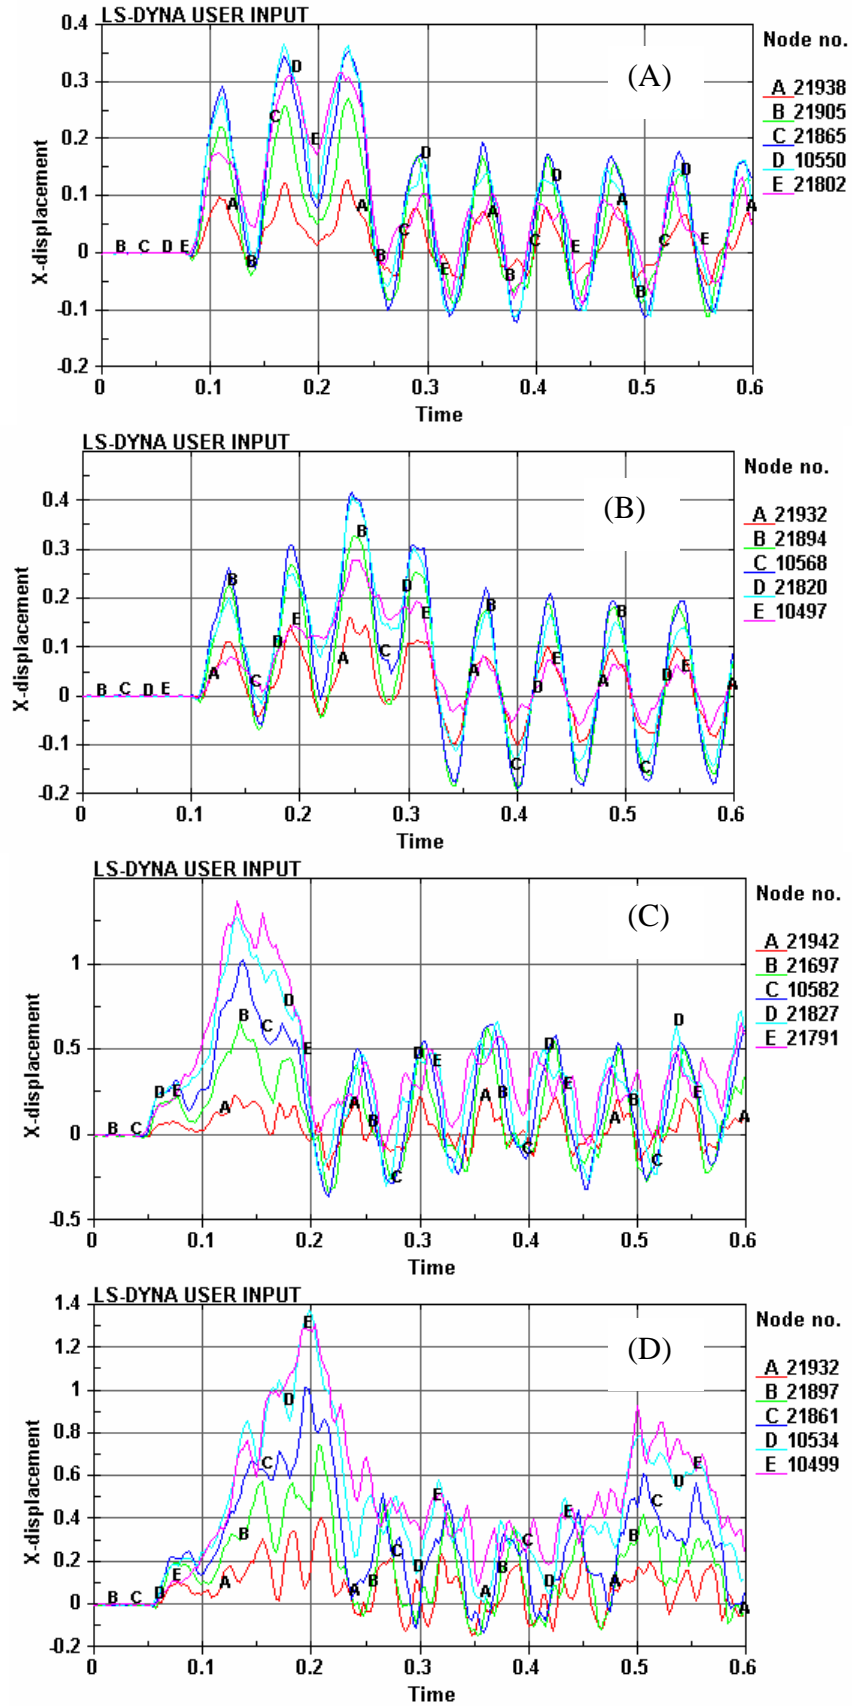 LS-DYNA USER INPUT
0.4
0.3
0.2
0.1
0
-0.1
-0.2
X-displacement
0 0.1 0.2 0.3 0.4 0.5 0.6
Time
(A)
Node no.
A 21938
B 21905
C 21865
D 10550
E 21802
LS-DYNA USER INPUT
0.4
0.3
0.2
0.1
0
-0.1
-0.2
X-displacement
0 0.1 0.2 0.3 0.4 0.5 0.6
Time
(B)
Node no.
A 21932
B 21894
C 10568
D 21820
E 10497
LS-DYNA USER INPUT
1
0.5
0
-0.5
X-displacement
0 0.1 0.2 0.3 0.4 0.5 0.6
Time
(C)
Node no.
A 21942
B 21697
C 10582
D 21827
E 21791
LS-DYNA USER INPUT
1.4
1.2
1
0.8
0.6
0.4
0.2
0
-0.2
X-displacement
0 0.1 0.2 0.3 0.4 0.5 0.6
Time
(D)
Node no.
A 21932
B 21897
C 21861
D 10534
E 10499